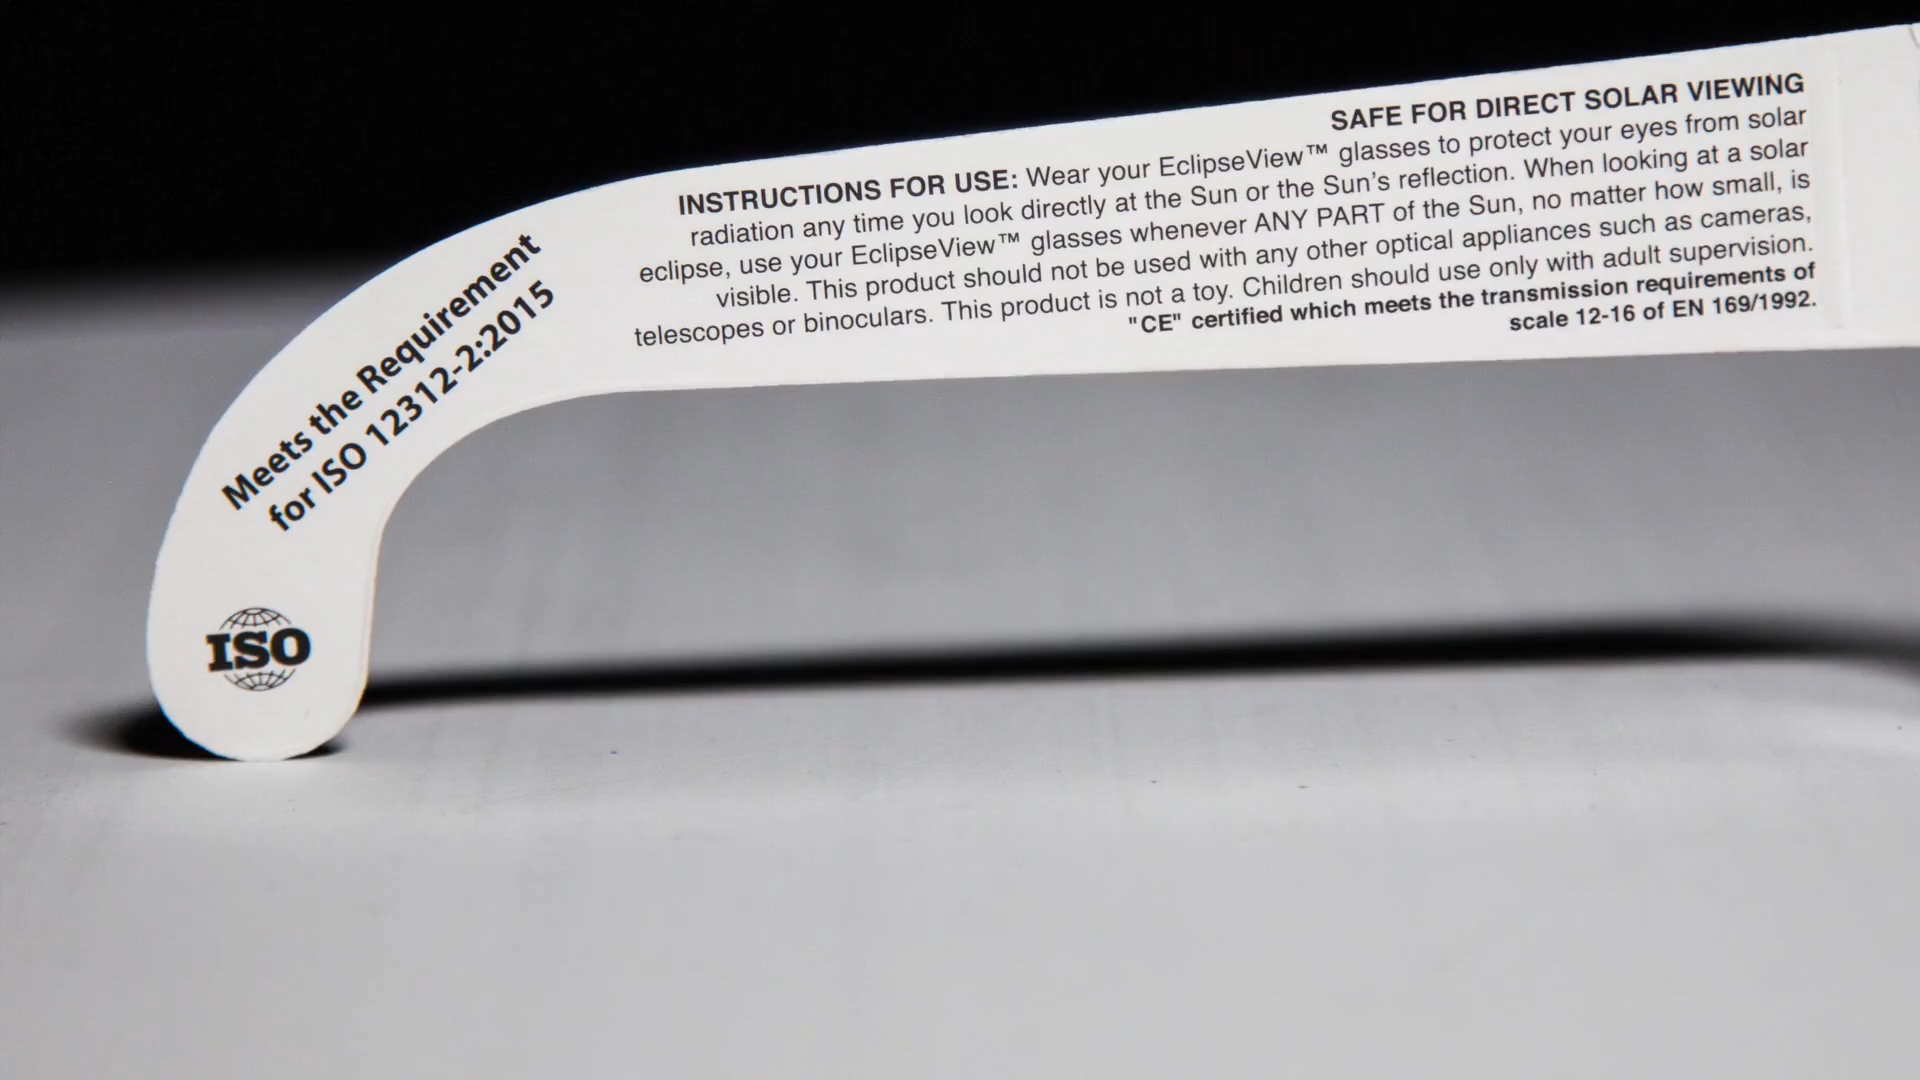 SAFE FOR DIRECT SOLAR VIEWING
INSTRUCTIONS FOR USE: Wear your EclipseView™ glasses to protect your eyes from solar
radiation any time you look directly at the Sun or the Sun's reflection. When looking at a solar
eclipse, use your EclipseView™ glasses whenever ANY PART of the Sun, no matter how small, is
visible. This product should not be used with any other optical appliances such as cameras,
telescopes or binoculars. This product is not a toy. Children should use only with adult supervision.
"CE" certified which meets the transmission requirements of
scale 12-16 of EN 169/1992.
Meets the Requirement
for ISO 12312-2:2015
ISO